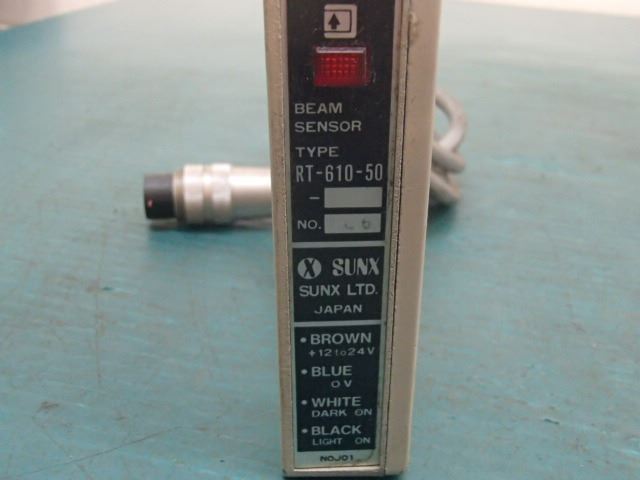 BEAM
SENSOR
TYPE
RT-610-50
-
NO.
SUNX
SUNX LTD.
JAPAN
• BROWN
+12to24V
• BLUE
0V
• WHITE
DARK ON
• BLACK
LIGHT ON
NOJ01